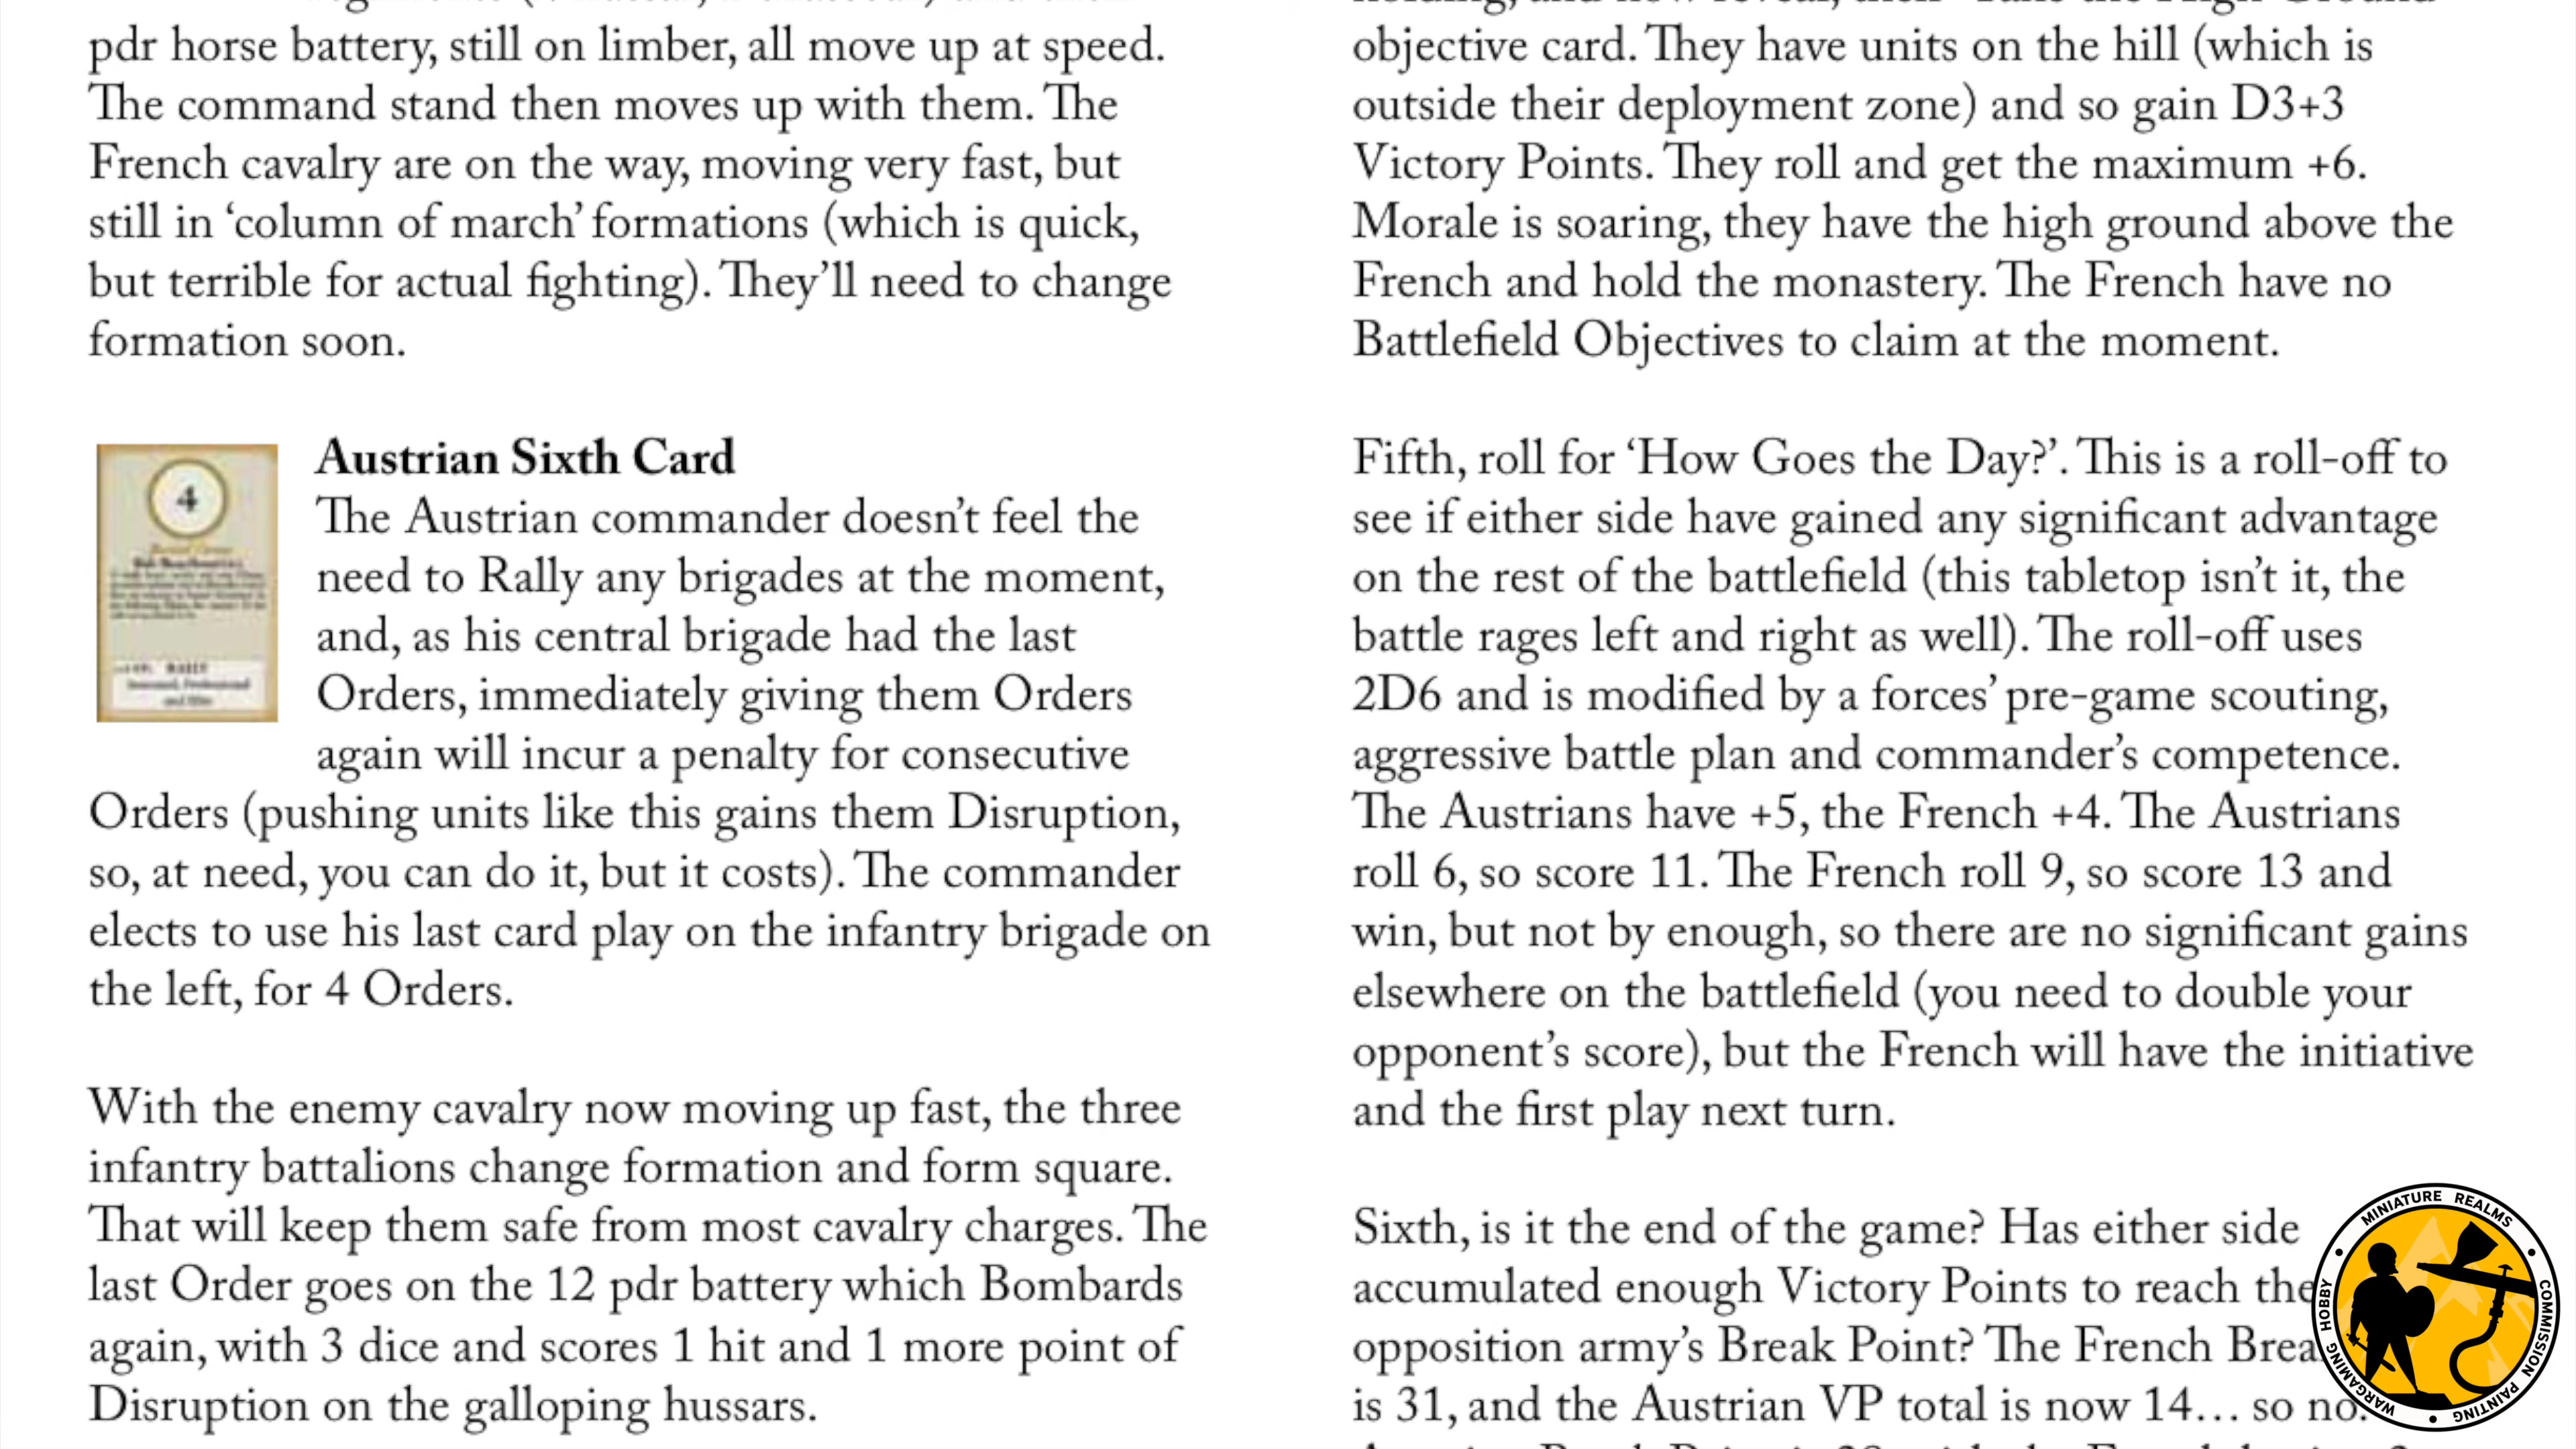 pdr horse battery, still on limber, all move up at speed.
The command stand then moves up with them. The
French cavalry are on the way, moving very fast, but
still in ‘column of march’ formations (which is quick,
but terrible for actual fighting). They’ll need to change
formation soon.
4
Austrian Sixth Card
The Austrian commander doesn’t feel the
need to Rally any brigades at the moment,
and, as his central brigade had the last
Orders, immediately giving them Orders
again will incur a penalty for consecutive
Orders (pushing units like this gains them Disruption,
so, at need, you can do it, but it costs). The commander
elects to use his last card play on the infantry brigade on
the left, for 4 Orders.
With the enemy cavalry now moving up fast, the three
infantry battalions change formation and form square.
That will keep them safe from most cavalry charges. The
last Order goes on the 12 pdr battery which Bombards
again, with 3 dice and scores 1 hit and 1 more point of
Disruption on the galloping hussars.
objective card. They have units on the hill (which is
outside their deployment zone) and so gain D3+3
Victory Points. They roll and get the maximum +6.
Morale is soaring, they have the high ground above the
French and hold the monastery. The French have no
Battlefield Objectives to claim at the moment.
Fifth, roll for ‘How Goes the Day?’. This is a roll-off to
see if either side have gained any significant advantage
on the rest of the battlefield (this tabletop isn’t it, the
battle rages left and right as well). The roll-off uses
2D6 and is modified by a forces’ pre-game scouting,
aggressive battle plan and commander’s competence.
The Austrians have +5, the French +4. The Austrians
roll 6, so score 11. The French roll 9, so score 13 and
win, but not by enough, so there are no significant gains
elsewhere on the battlefield (you need to double your
opponent’s score), but the French will have the initiative
and the first play next turn.
Sixth, is it the end of the game? Has either side
accumulated enough Victory Points to reach the
opposition army’s Break Point? The French Brea
is 31, and the Austrian VP total is now 14... so no.
MINIATURE REALMS
COMMISSION PAINTING
WARGAMING HOBBY